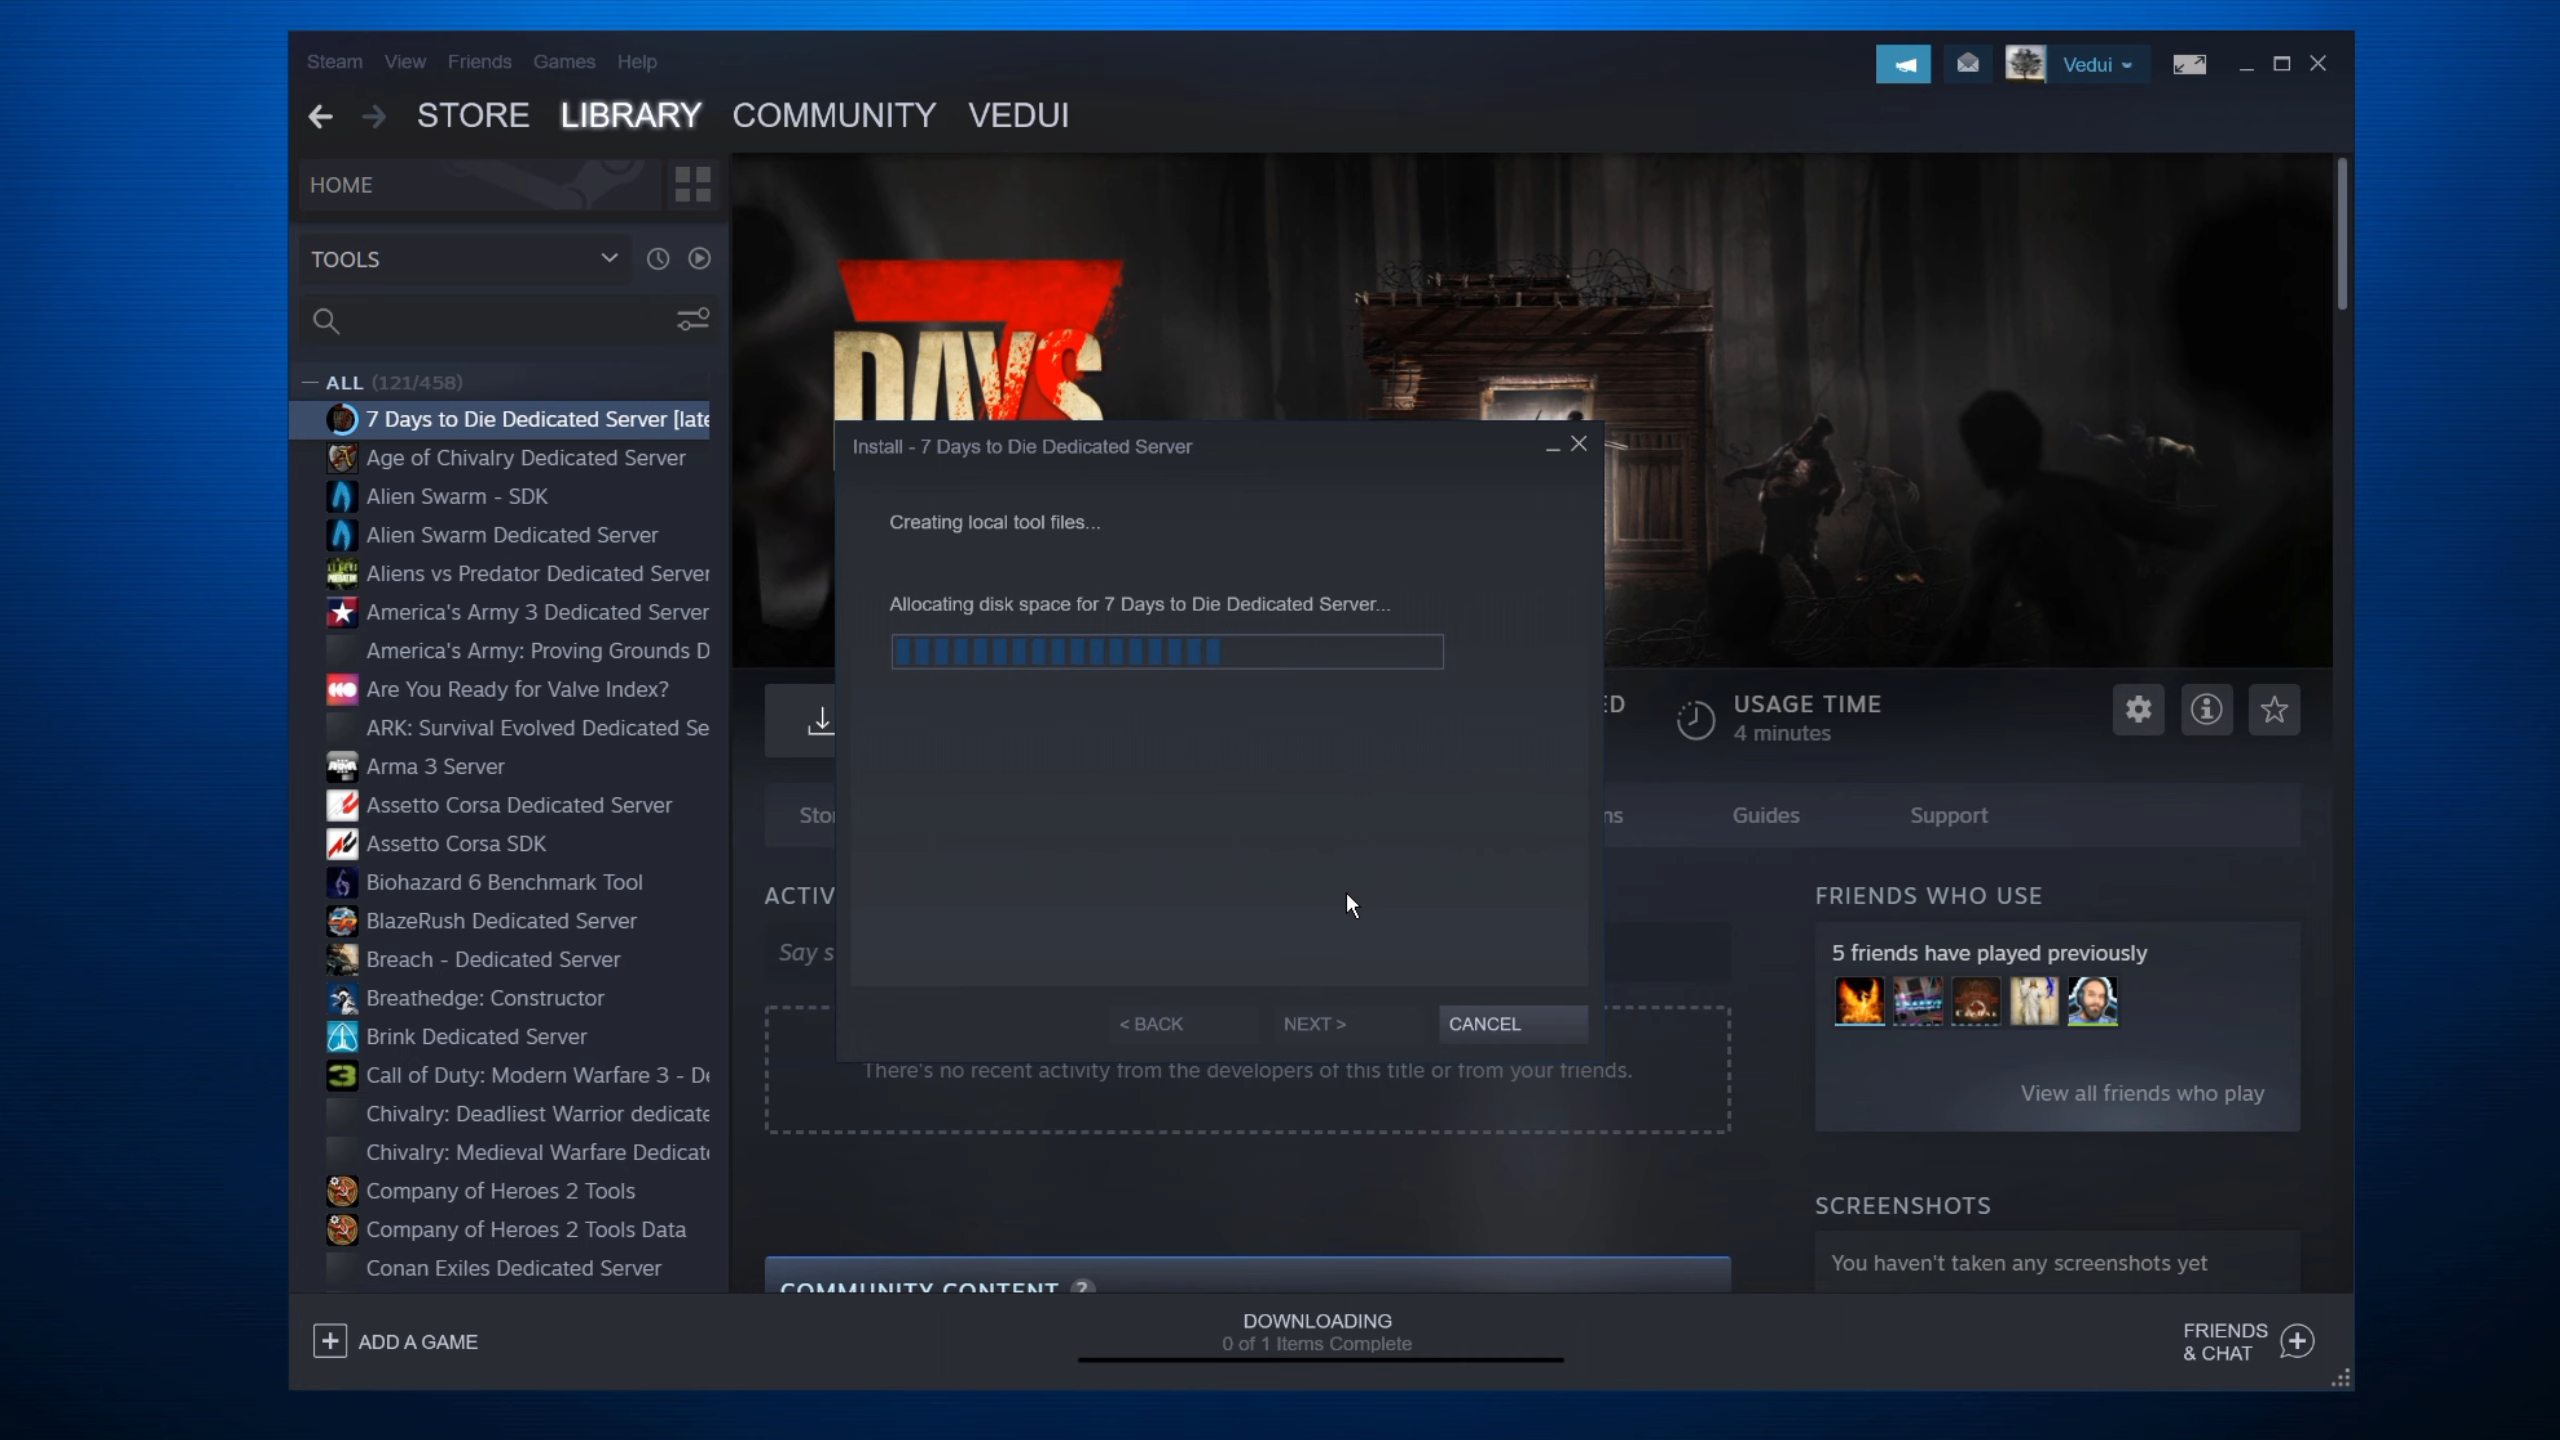 Steam View Friends Games Help
Vedui
STORE LIBRARY COMMUNITY VEDUI
HOME
TOOLS
— ALL (121/458)
7 Days to Die Dedicated Server [late
Age of Chivalry Dedicated Server
Alien Swarm - SDK
Alien Swarm Dedicated Server
Aliens vs Predator Dedicated Server
America's Army 3 Dedicated Server
America's Army: Proving Grounds D
Are You Ready for Valve Index?
ARK: Survival Evolved Dedicated Se
Arma 3 Server
Assetto Corsa Dedicated Server
Assetto Corsa SDK
Biohazard 6 Benchmark Tool
BlazeRush Dedicated Server
Breach - Dedicated Server
Breathedge: Constructor
Brink Dedicated Server
Call of Duty: Modern Warfare 3 - De
Chivalry: Deadliest Warrior dedicate
Chivalry: Medieval Warfare Dedicate
Company of Heroes 2 Tools
Company of Heroes 2 Tools Data
Conan Exiles Dedicated Server
7
DAYS
Install - 7 Days to Die Dedicated Server
Creating local tool files...
Allocating disk space for 7 Days to Die Dedicated Server...
< BACK NEXT > CANCEL
ED
USAGE TIME
4 minutes
Sto
ns Guides Support
ACTIV
Say s
There's no recent activity from the developers of this title or from your friends.
COMMUNITY CONTENT ?
FRIENDS WHO USE
5 friends have played previously
View all friends who play
SCREENSHOTS
You haven't taken any screenshots yet
+ ADD A GAME
DOWNLOADING
0 of 1 Items Complete
FRIENDS
& CHAT